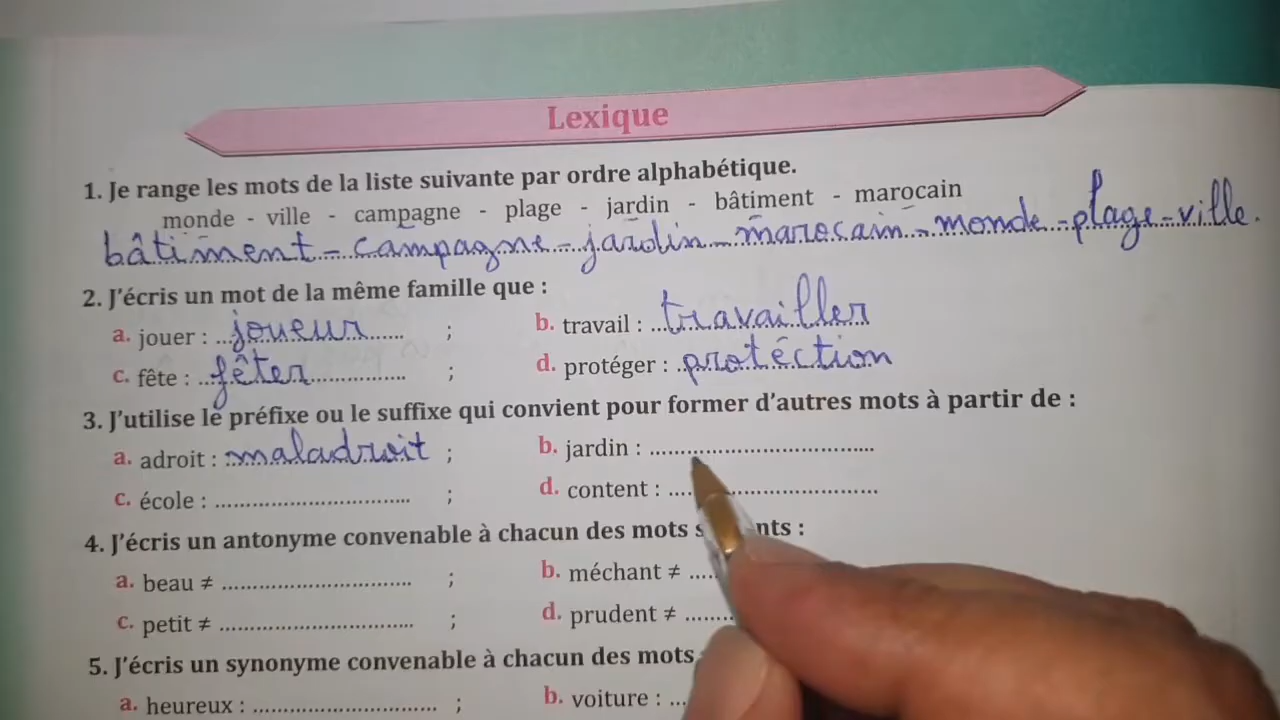 Lexique
1. Je range les mots de la liste suivante par ordre alphabétique.
monde - ville - campagne - plage - jardin - bâtiment - marocain
bâtiment - campagne - jardin - marocain - monde - plage - ville.
2. J'écris un mot de la même famille que :
a. jouer : ...joueur...... ; b. travail : ...travailler
c. fête : ...fêter................ ; d. protéger : ..protéction
3. J'utilise le préfixe ou le suffixe qui convient pour former d'autres mots à partir de :
a. adroit : maladroit ; b. jardin : ......................................
c. école : .................................. ; d. content : ....................................
4. J'écris un antonyme convenable à chacun des mots s nts :
a. beau ≠ .................................. ; b. méchant ≠ .....
c. petit ≠ .................................. ; d. prudent ≠ ........
5. J'écris un synonyme convenable à chacun des mots
a. heureux : ................................ ; b. voiture : ...